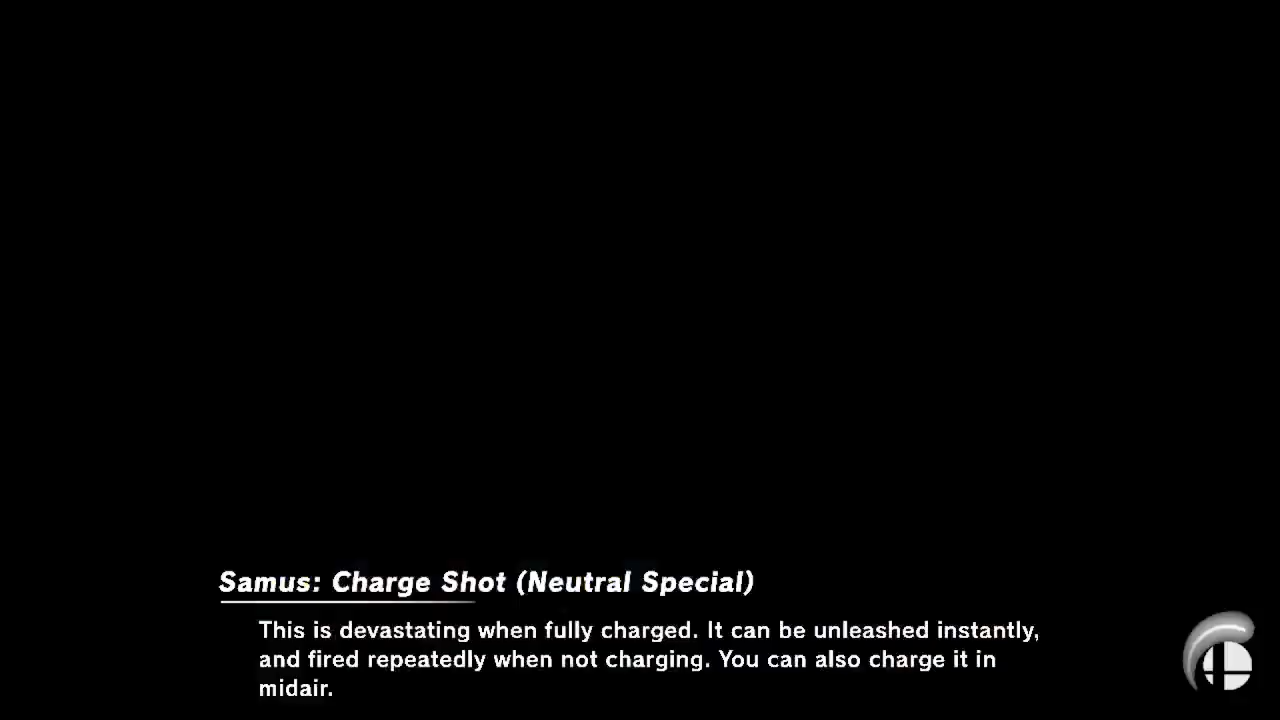 Samus: Charge Shot (Neutral Special)
This is devastating when fully charged. It can be unleashed instantly,
and fired repeatedly when not charging. You can also charge it in
midair.